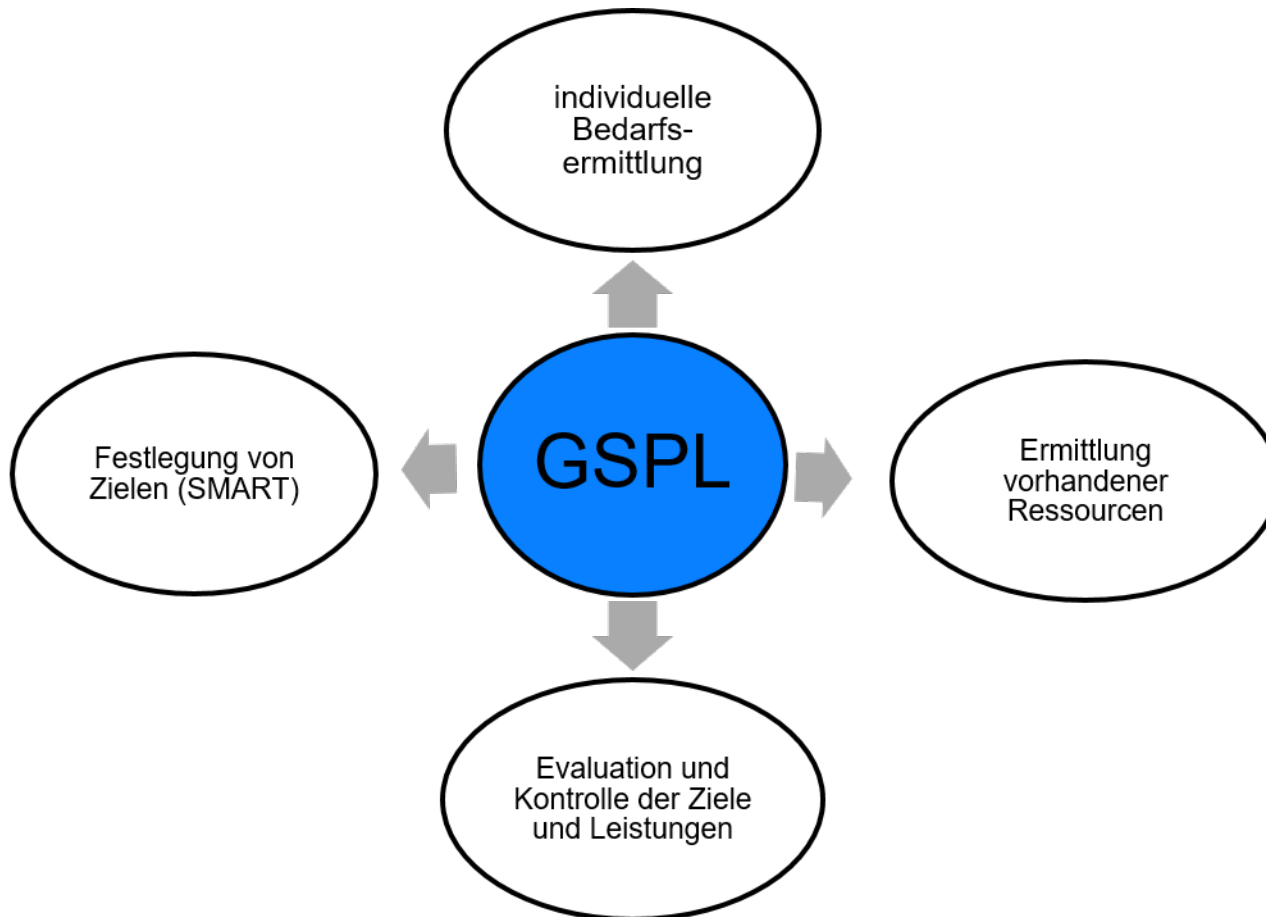 individuelle
Bedarfs-
ermittlung
Festlegung von
Zielen (SMART)
GSPL
Ermittlung
vorhandener
Ressourcen
Evaluation und
Kontrolle der Ziele
und Leistungen